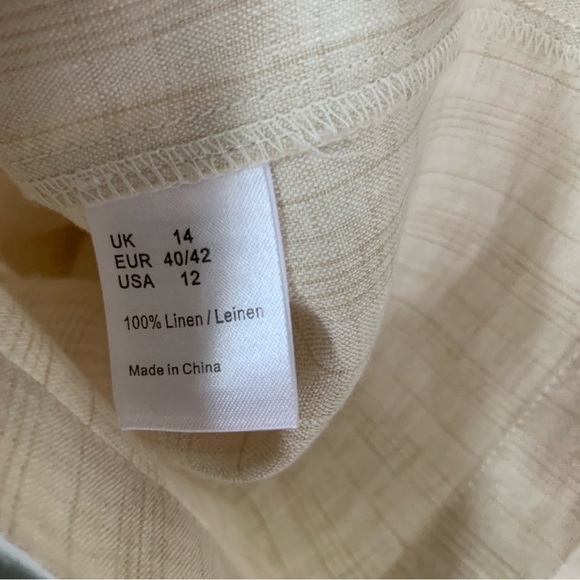 UK 14
EUR 40/42
USA 12
100% Linen / Leinen
Made in China